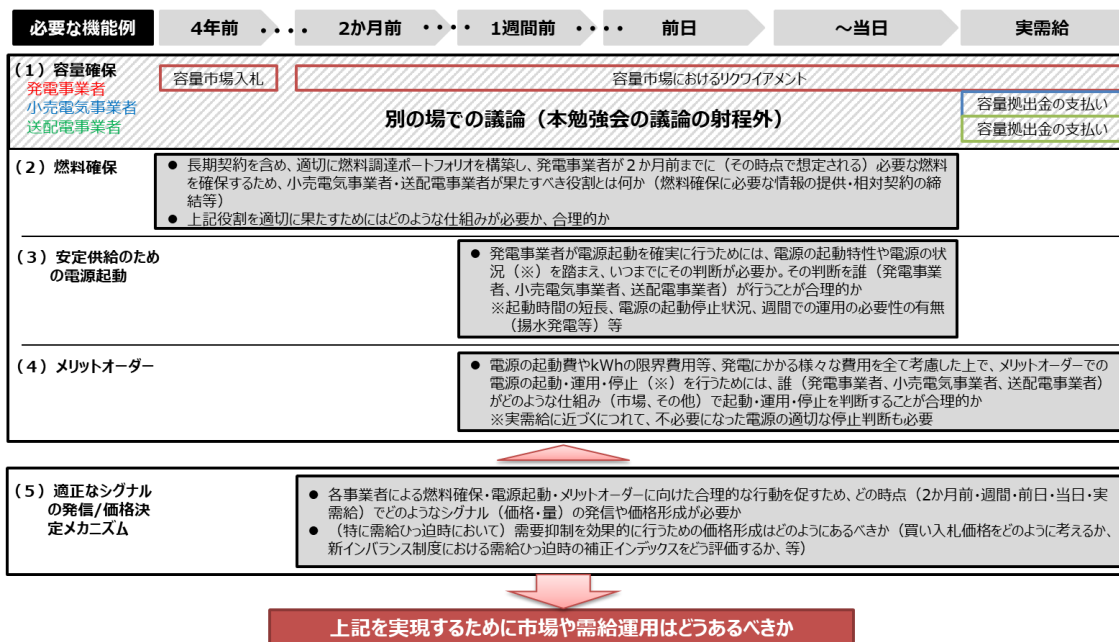 必要な機能例
4年前 ・・・・ 2か月前 ・・・・ 1週間前 ・・・・ 前日 ～当日 実需給
（１）容量確保
発電事業者
小売電気事業者
送配電事業者
容量市場入札
容量市場におけるリクワイアメント
別の場での議論（本勉強会の議論の射程外）
容量拠出金の支払い
容量拠出金の支払い
（２）燃料確保
● 長期契約を含め、適切に燃料調達ポートフォリオを構築し、発電事業者が２か月前までに（その時点で想定される）必要な燃料
を確保するため、小売電気事業者・送配電事業者が果たすべき役割とは何か（燃料確保に必要な情報の提供・相対契約の締
結等）
● 上記役割を適切に果たすためにはどのような仕組みが必要か、合理的か
（３）安定供給のため
の電源起動
● 発電事業者が電源起動を確実に行うためには、電源の起動特性や電源の状
況（※）を踏まえ、いつまでにその判断が必要か。その判断を誰（発電事業
者、小売電気事業者、送配電事業者）が行うことが合理的か
※起動時間の短長、電源の起動停止状況、週間での運用の必要性の有無
（揚水発電等）等
（４）メリットオーダー
● 電源の起動費やkWhの限界費用等、発電にかかる様々な費用を全て考慮した上で、メリットオーダーでの
電源の起動・運用・停止（※）を行うためには、誰（発電事業者、小売電気事業者、送配電事業者）
がどのような仕組み（市場、その他）で起動・運用・停止を判断することが合理的か
※実需給に近づくにつれて、不必要になった電源の適切な停止判断も必要
（５）適正なシグナル
の発信/価格決
定メカニズム
● 各事業者による燃料確保・電源起動・メリットオーダーに向けた合理的な行動を促すため、どの時点（2か月前・週間・前日・当日・実
需給）でどのようなシグナル（価格・量）の発信や価格形成が必要か
● （特に需給ひっ迫時において）需要抑制を効果的に行うための価格形成はどのようにあるべきか（買い入札価格をどのように考えるか、
新インバランス制度における需給ひっ迫時の補正インデックスをどう評価するか、等）
上記を実現するために市場や需給運用はどうあるべきか